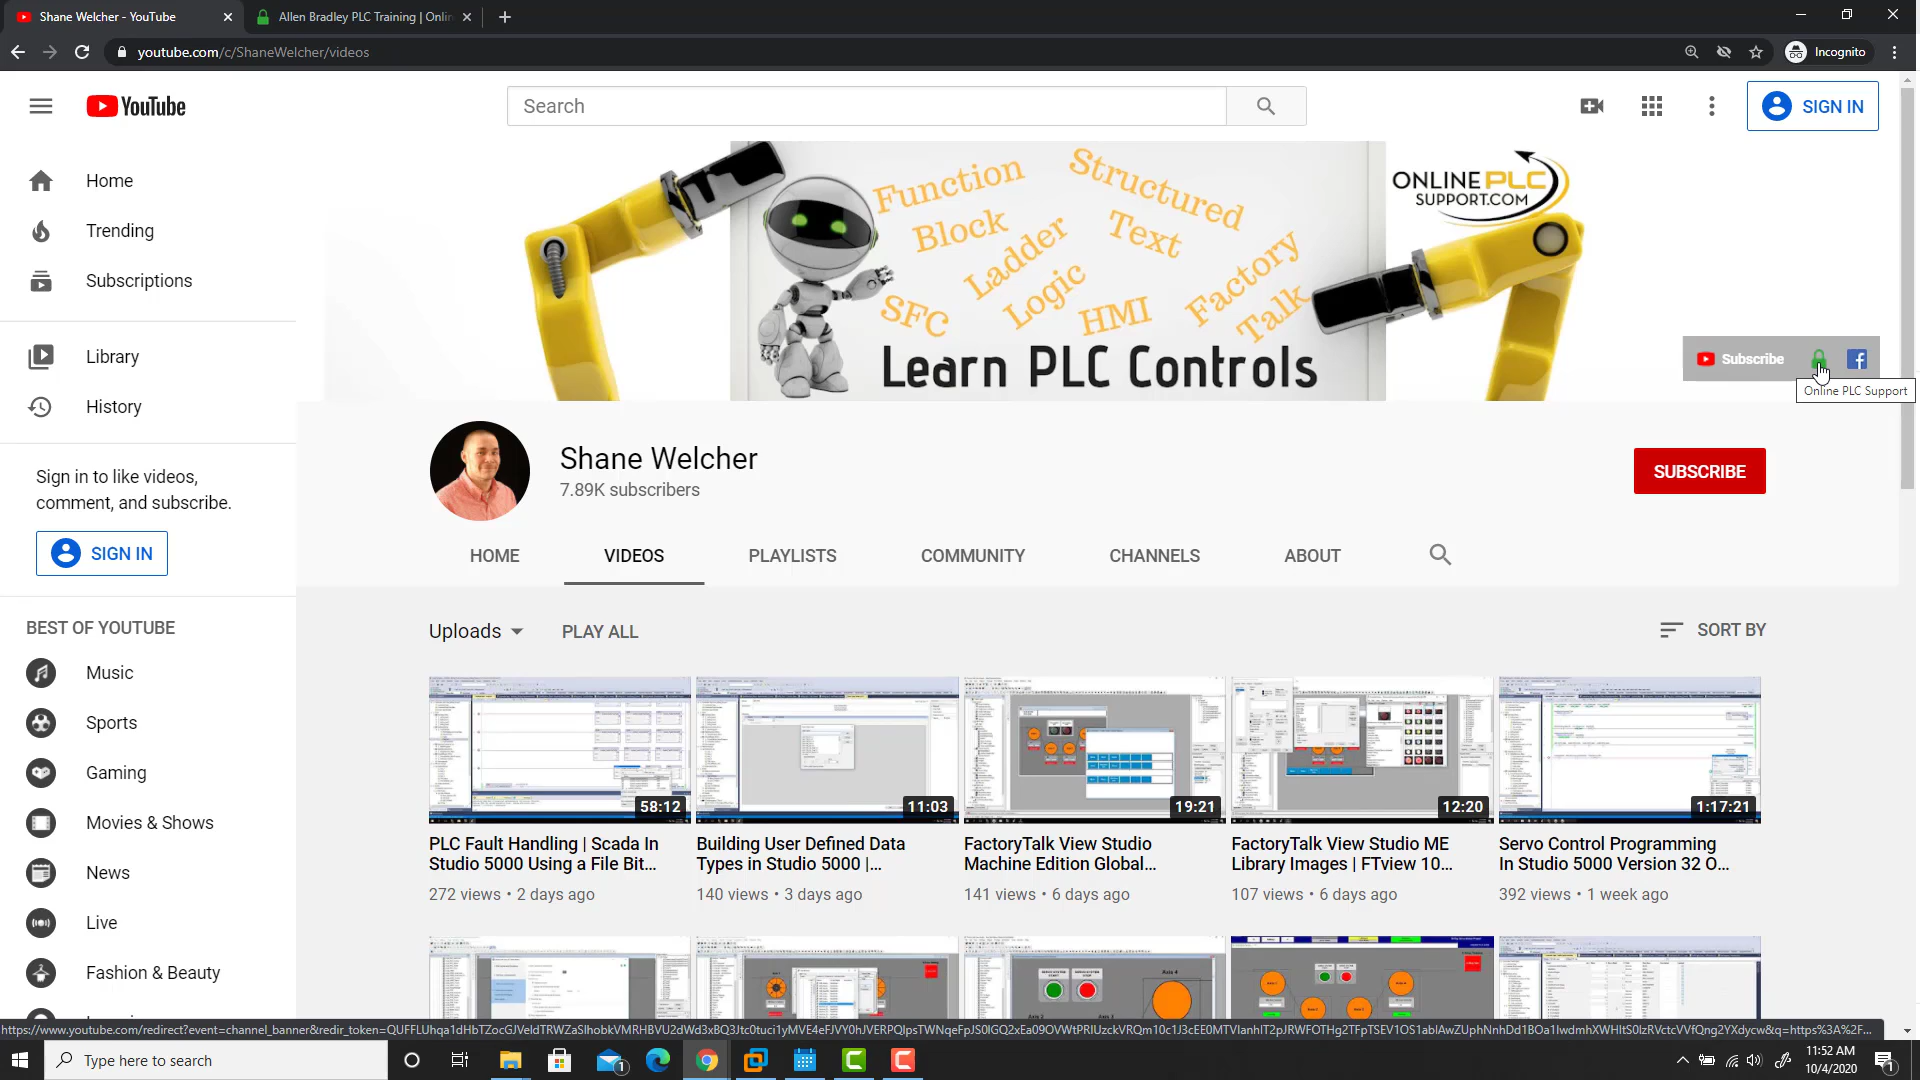 Shane Welcher - YouTube
Allen Bradley PLC Training | Onlin
youtube.com/c/ShaneWelcher/videos
Incognito
YouTube
Search
SIGN IN
Home
Trending
Subscriptions
Library
History
Sign in to like videos,
comment, and subscribe.
SIGN IN
BEST OF YOUTUBE
Music
Sports
Gaming
Movies & Shows
News
Live
Fashion & Beauty
Function
Block
Structured
Text
Ladder
Logic
SFC
HMI
Factory
Talk
Learn PLC Controls
ONLINE PLC
SUPPORT.COM
Subscribe
Online PLC Support
Shane Welcher
7.89K subscribers
SUBSCRIBE
HOME
VIDEOS
PLAYLISTS
COMMUNITY
CHANNELS
ABOUT
Uploads
PLAY ALL
SORT BY
58:12
11:03
19:21
12:20
1:17:21
PLC Fault Handling | Scada In
Studio 5000 Using a File Bit...
272 views • 2 days ago
Building User Defined Data
Types in Studio 5000 |...
140 views • 3 days ago
FactoryTalk View Studio
Machine Edition Global...
141 views • 6 days ago
FactoryTalk View Studio ME
Library Images | FTview 10...
107 views • 6 days ago
Servo Control Programming
In Studio 5000 Version 32 O...
392 views • 1 week ago
Type here to search
1
11:52 AM
10/4/2020
1